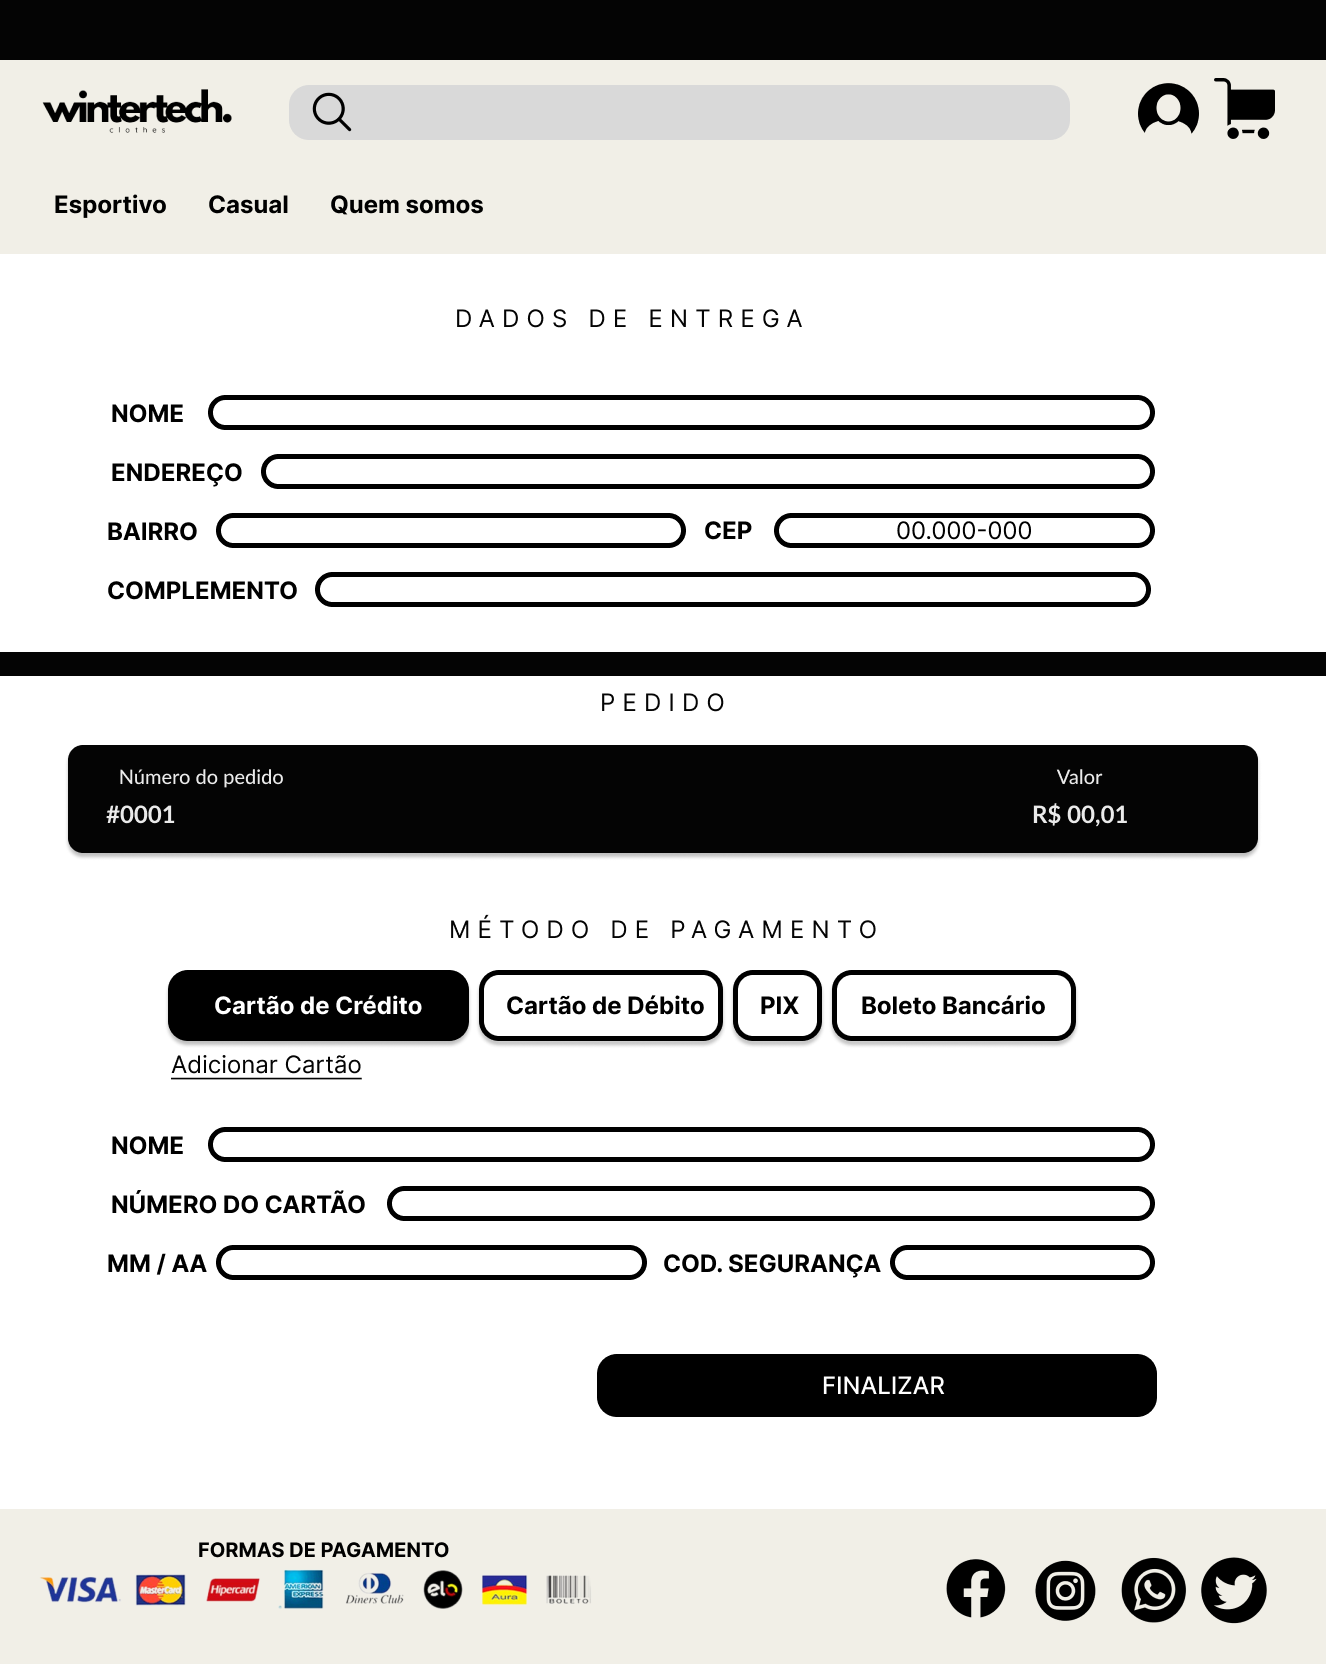 wintertech.
clothes
Esportivo Casual Quem somos
DADOS DE ENTREGA
NOME
ENDEREÇO
BAIRRO CEP 00.000-000
COMPLEMENTO
PEDIDO
Número do pedido Valor
#0001 R$ 00,01
MÉTODO DE PAGAMENTO
Cartão de Crédito Cartão de Débito PIX Boleto Bancário
Adicionar Cartão
NOME
NÚMERO DO CARTÃO
MM / AA COD. SEGURANÇA
FINALIZAR
FORMAS DE PAGAMENTO
VISA MasterCard Hipercard AMERICAN EXPRESS Diners Club elo Aura BOLETO